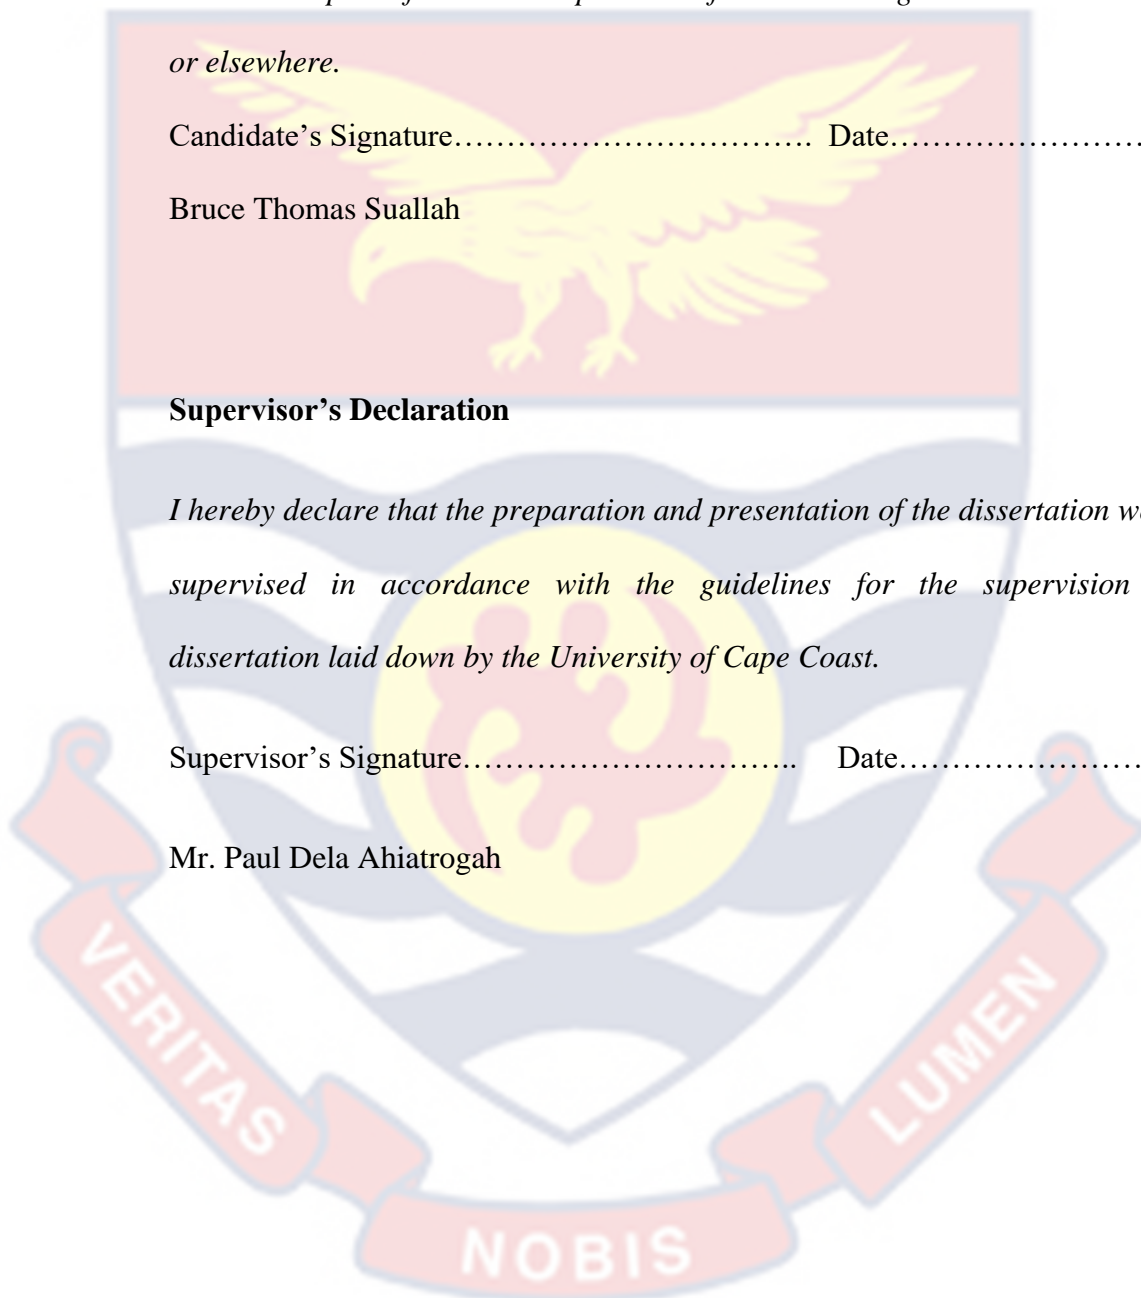 or elsewhere.
Candidate’s Signature……………………………. Date……………………
Bruce Thomas Suallah
Supervisor’s Declaration
I hereby declare that the preparation and presentation of the dissertation
supervised in accordance with the guidelines for the supervision
dissertation laid down by the University of Cape Coast.
Supervisor’s Signature………………………….. Date……………………
Mr. Paul Dela Ahiatrogah
VERITAS
NOBIS
LUMEN